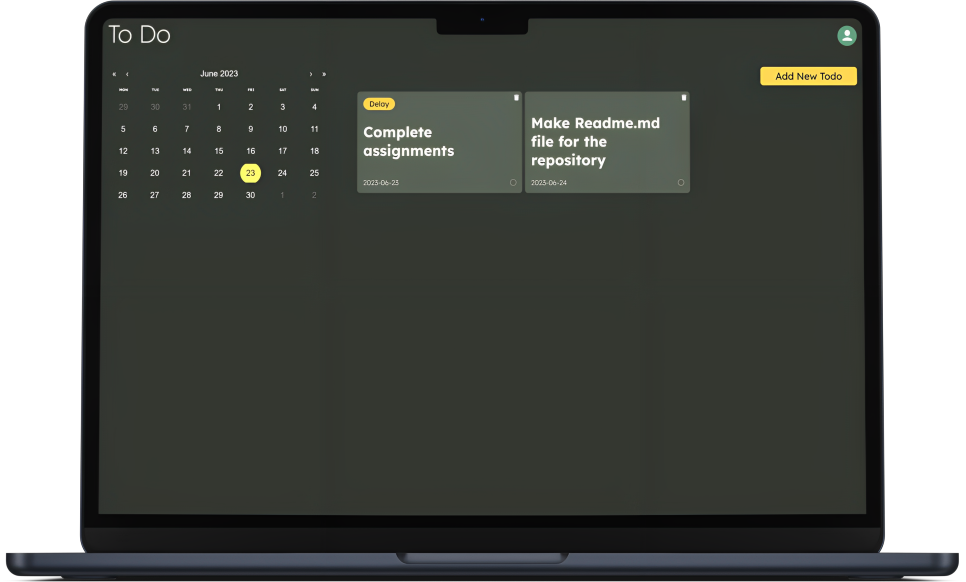 To Do
« ‹ June 2023 › »
MON TUE WED THU FRI SAT SUN
29 30 31 1 2 3 4
5 6 7 8 9 10 11
12 13 14 15 16 17 18
19 20 21 22 23 24 25
26 27 28 29 30 1 2
Add New Todo
Delay
Complete
assignments
2023-06-23
Make Readme.md
file for the
repository
2023-06-24